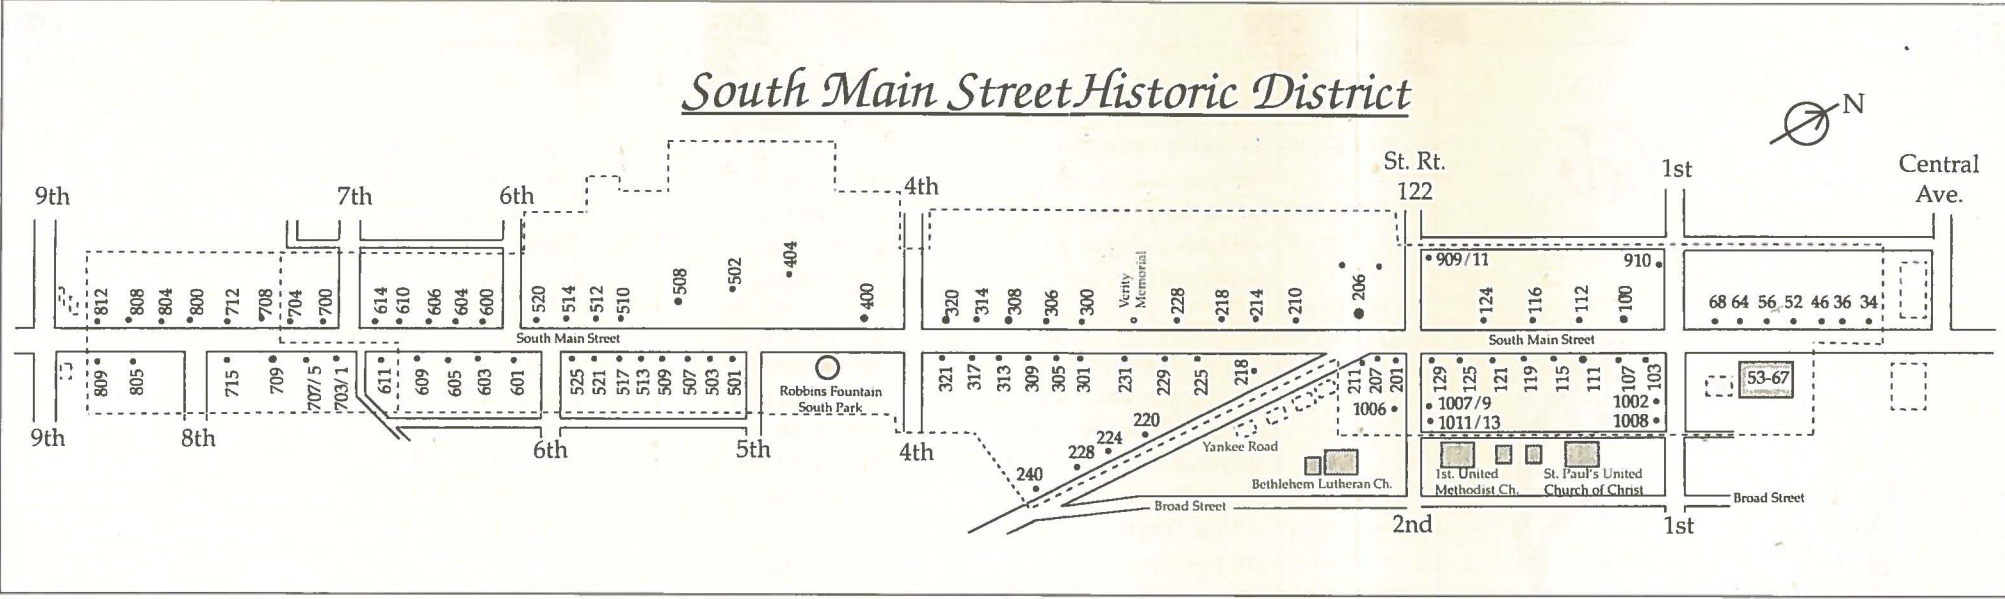 South Main Street Historic District
N
St. Rt.
122
1st
Central
Ave.
9th
7th
6th
4th
812
808
804
800
712
708
704
700
614
610
606
604
600
520
514
512
510
508
502
404
400
320
314
308
306
300
Verity
Memorial
228
218
214
210
206
909/11
910
124
116
112
100
68 64 56 52 46 36 34
South Main Street
South Main Street
809
805
715
709
707/5
703/1
611
609
605
603
601
525
521
517
513
509
507
503
501
Robbins Fountain
South Park
321
317
313
309
305
301
231
229
225
218
211
207
201
1006
129
125
121
119
115
111
107
103
1007/9
1011/13
1002
1008
53-67
220
224
228
240
Yankee Road
Bethlehem Lutheran Ch.
1st. United
Methodist Ch.
St. Paul's United
Church of Christ
Broad Street
Broad Street
9th
8th
6th
5th
4th
2nd
1st